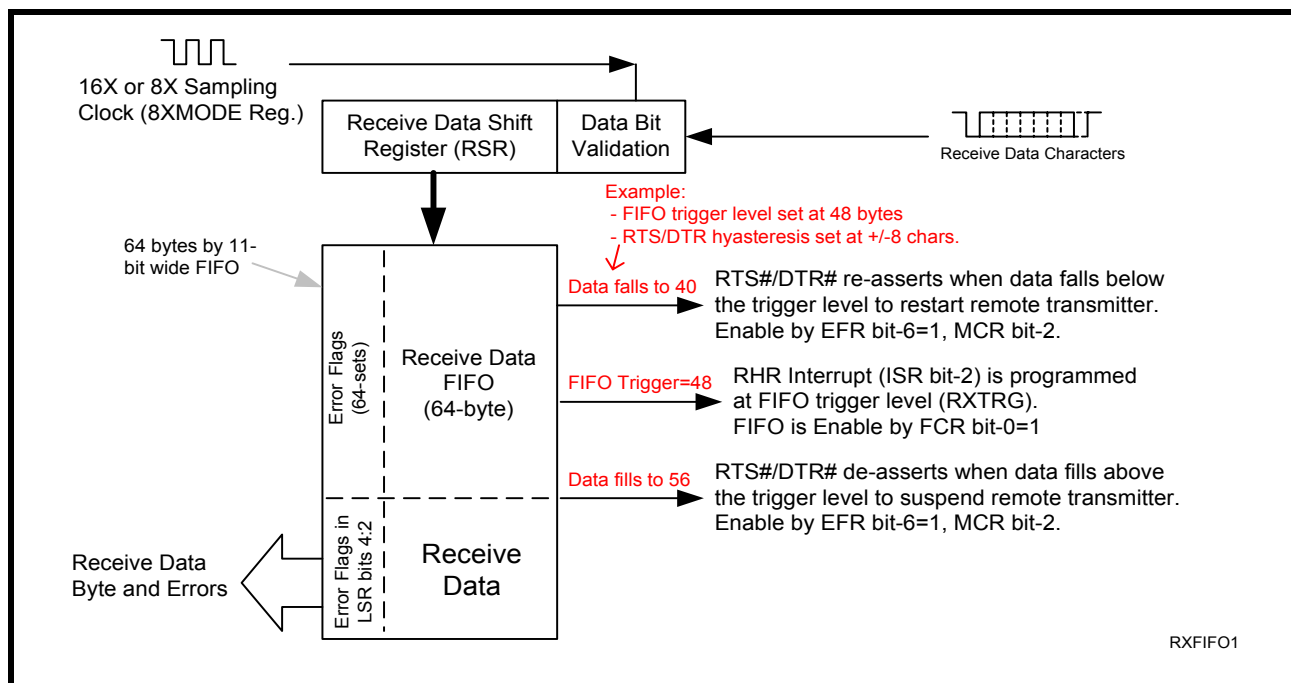 16X or 8X Sampling
Clock (8XMODE Reg.)
Receive Data Shift
Register (RSR)
Data Bit
Validation
Receive Data Characters
Example:
- FIFO trigger level set at 48 bytes
- RTS/DTR hyasteresis set at +/-8 chars.
64 bytes by 11-
bit wide FIFO
Error Flags
(64-sets)
Receive Data
FIFO
(64-byte)
Data falls to 40
RTS#/DTR# re-asserts when data falls below
the trigger level to restart remote transmitter.
Enable by EFR bit-6=1, MCR bit-2.
FIFO Trigger=48
RHR Interrupt (ISR bit-2) is programmed
at FIFO trigger level (RXTRG).
FIFO is Enable by FCR bit-0=1
Data fills to 56
RTS#/DTR# de-asserts when data fills above
the trigger level to suspend remote transmitter.
Enable by EFR bit-6=1, MCR bit-2.
Error Flags in
LSR bits 4:2
Receive
Data
Receive Data
Byte and Errors
RXFIFO1